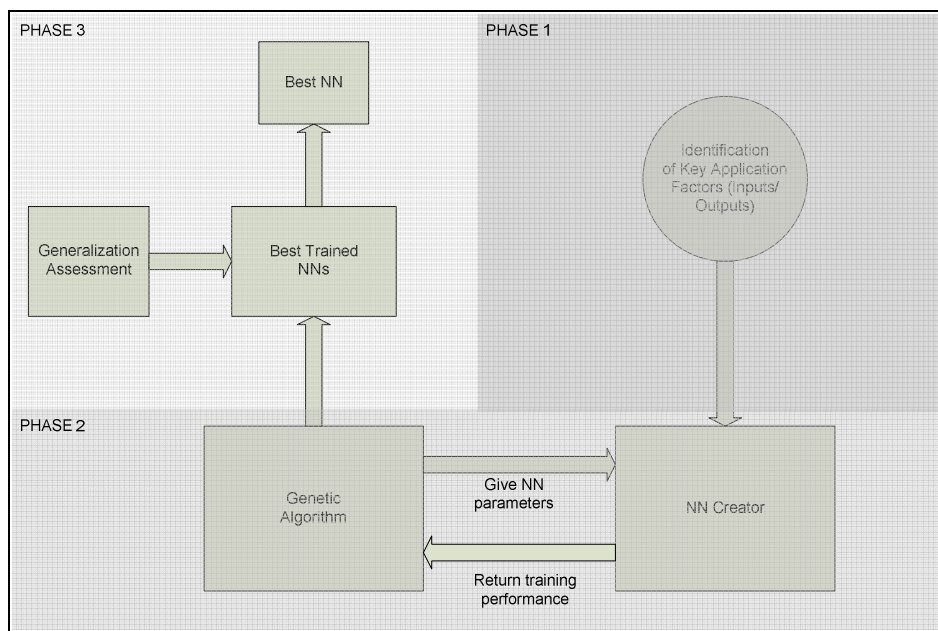 PHASE 3
Best NN
Generalization
Assessment
Best Trained
NNs
PHASE 1
Identification
of Key Application
Factors (Inputs/
Outputs)
PHASE 2
Genetic
Algorithm
Give NN
parameters
Return training
performance
NN Creator